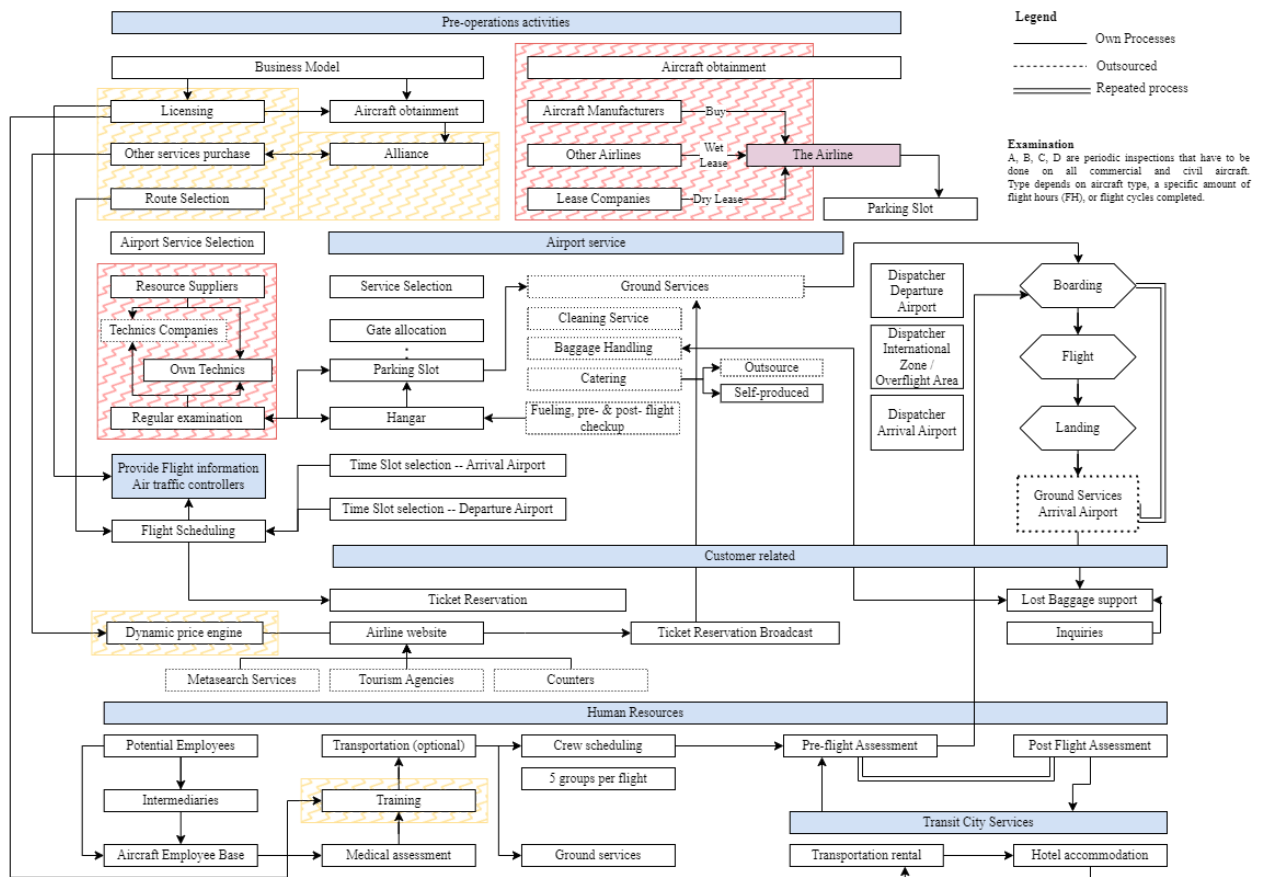 Pre-operations activities
Legend
Own Processes
Outsourced
Repeated process
Business Model
Aircraft obtainment
Licensing
Aircraft obtainment
Aircraft Manufacturers
Buy
Other services purchase
Alliance
Other Airlines
Wet
Lease
The Airline
Route Selection
Lease Companies
Dry Lease
Parking Slot
Examination
A, B, C, D are periodic inspections that have to be
done on all commercial and civil aircraft.
Type depends on aircraft type, a specific amount of
flight hours (FH), or flight cycles completed.
Airport Service Selection
Airport service
Resource Suppliers
Service Selection
Ground Services
Dispatcher
Departure
Airport
Boarding
Technics Companies
Gate allocation
Cleaning Service
Own Technics
Parking Slot
Baggage Handling
Dispatcher
International
Zone /
Overflight Area
Flight
Catering
Outsource
Self-produced
Regular examination
Hangar
Fueling, pre- & post- flight
checkup
Dispatcher
Arrival Airport
Landing
Provide Flight information
Air traffic controllers
Time Slot selection -- Arrival Airport
Ground Services
Arrival Airport
Time Slot selection -- Departure Airport
Flight Scheduling
Customer related
Ticket Reservation
Lost Baggage support
Dynamic price engine
Airline website
Ticket Reservation Broadcast
Inquiries
Metasearch Services
Tourism Agencies
Counters
Human Resources
Potential Employees
Transportation (optional)
Crew scheduling
Pre-flight Assessment
Post Flight Assessment
5 groups per flight
Intermediaries
Training
Transit City Services
Aircraft Employee Base
Medical assessment
Ground services
Transportation rental
Hotel accommodation